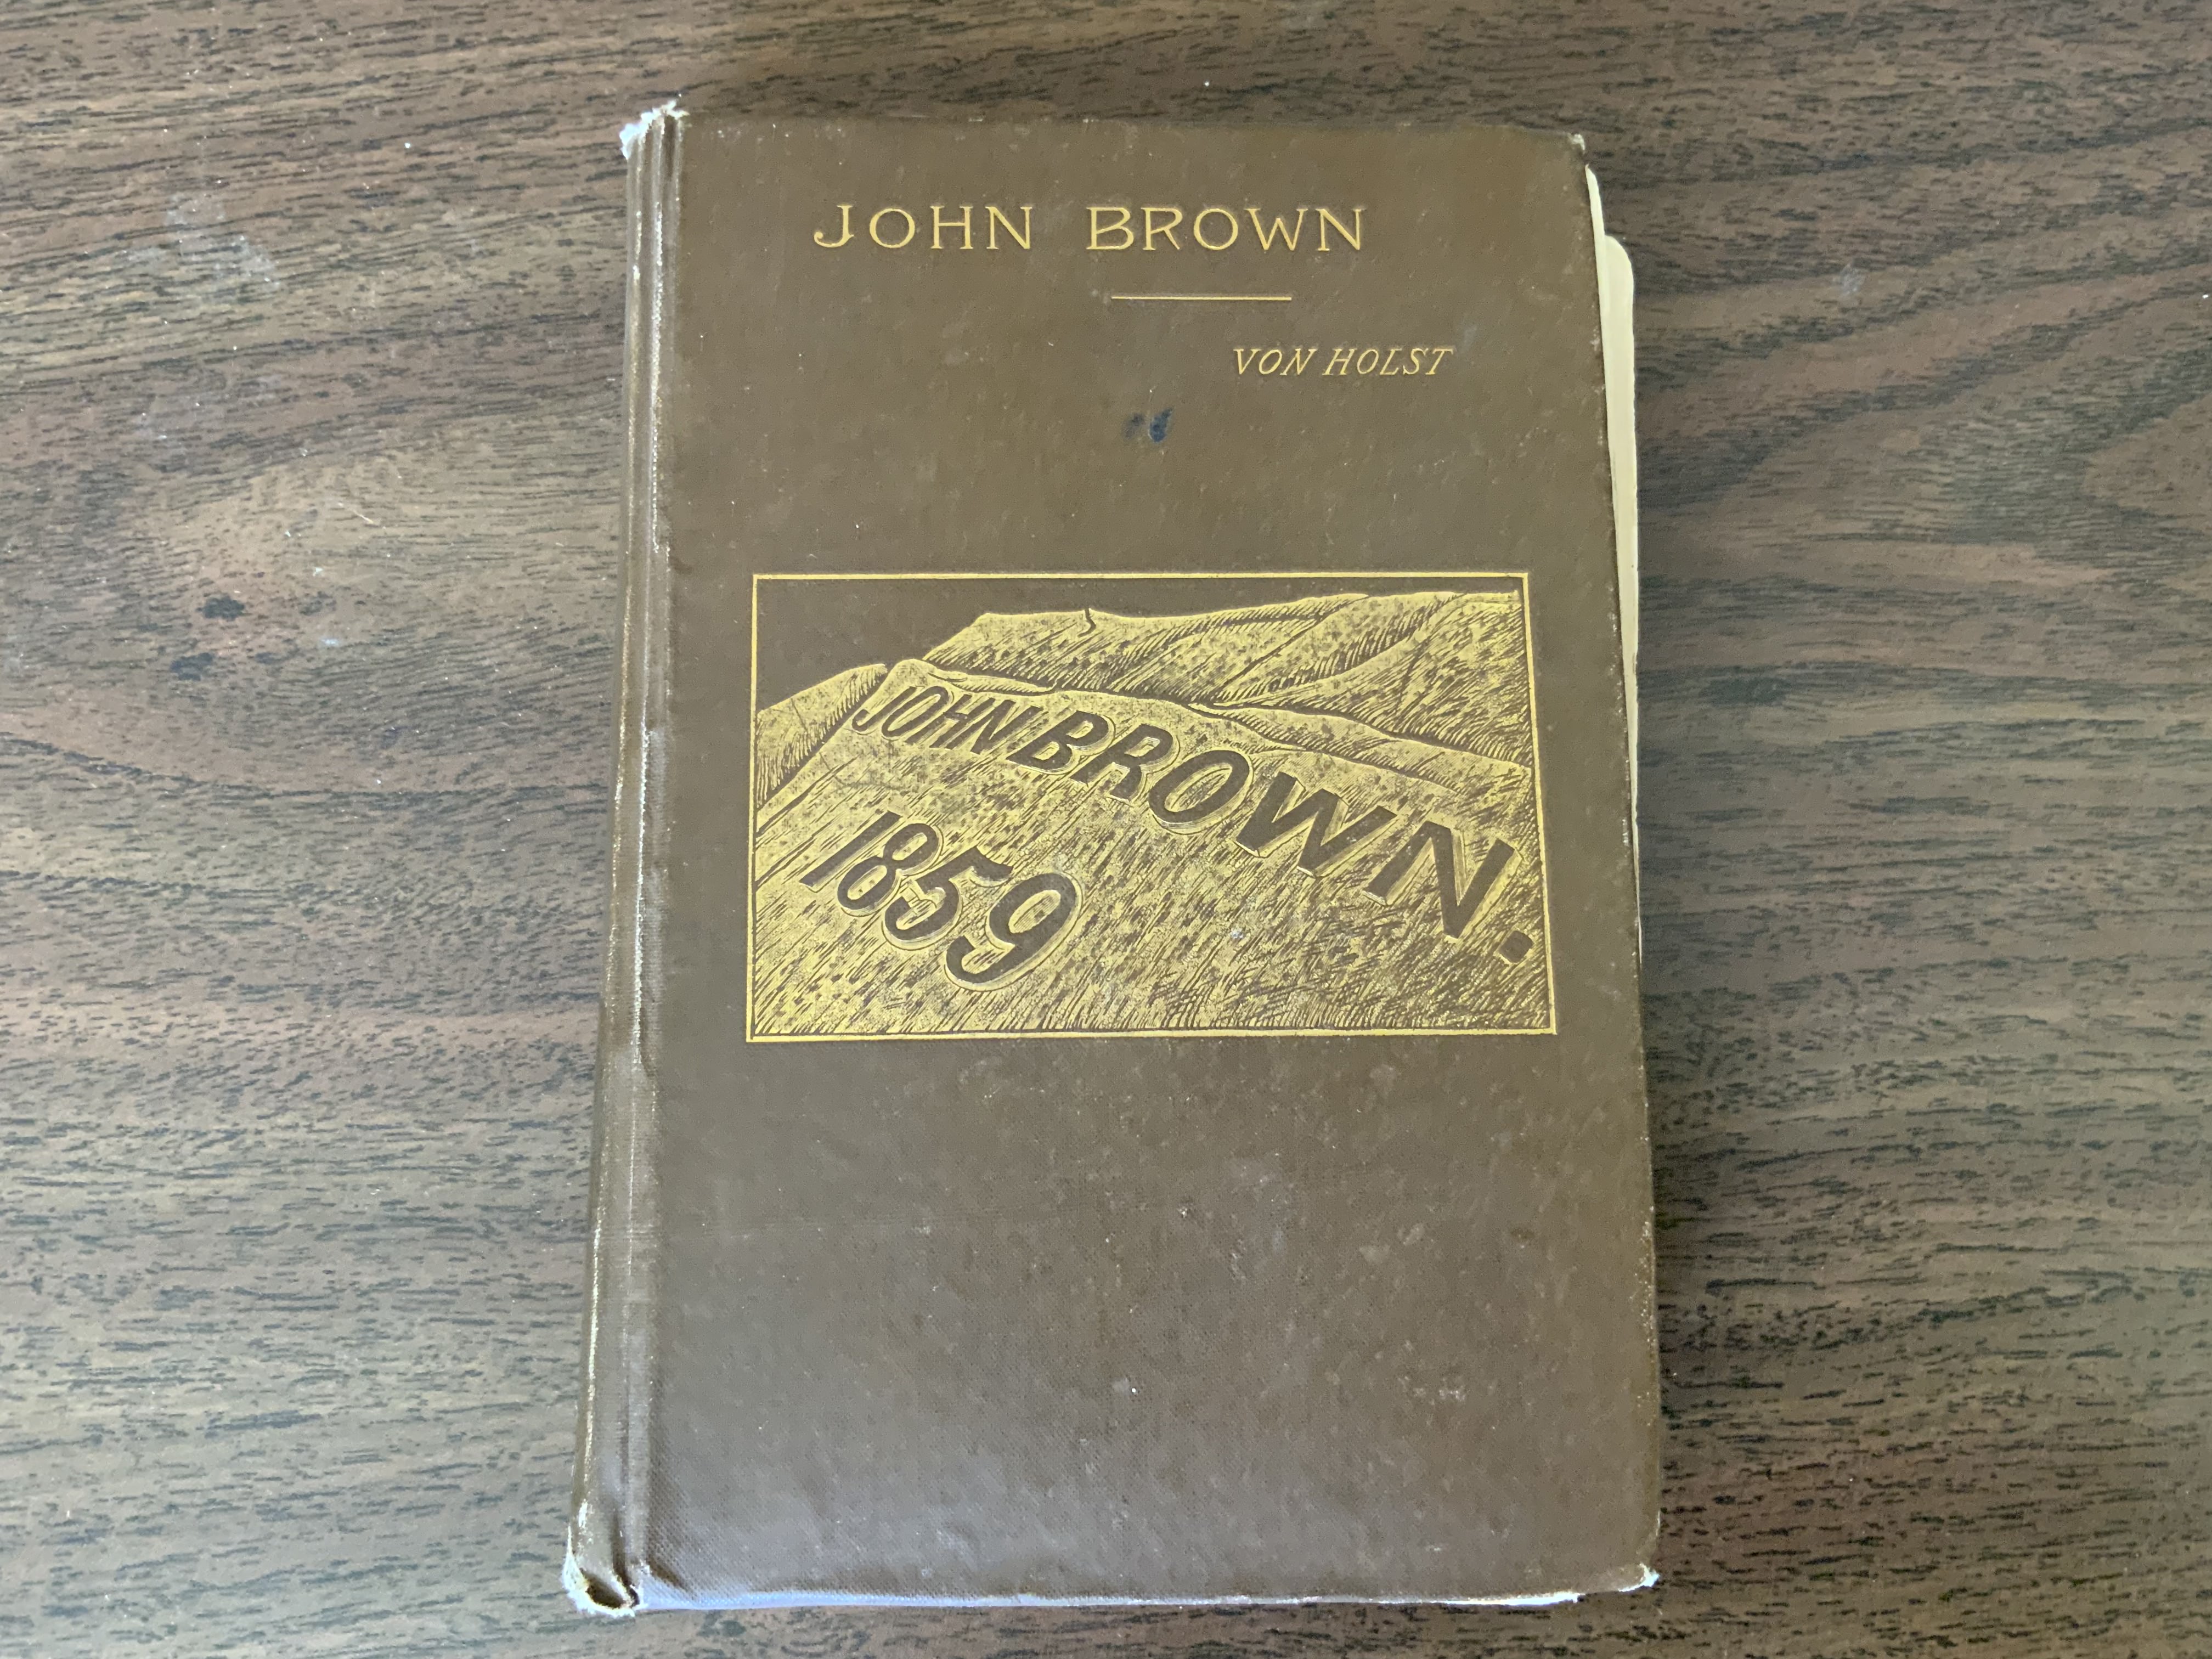 JOHN BROWN
VON HOLST
JOHN BROWN.
1859